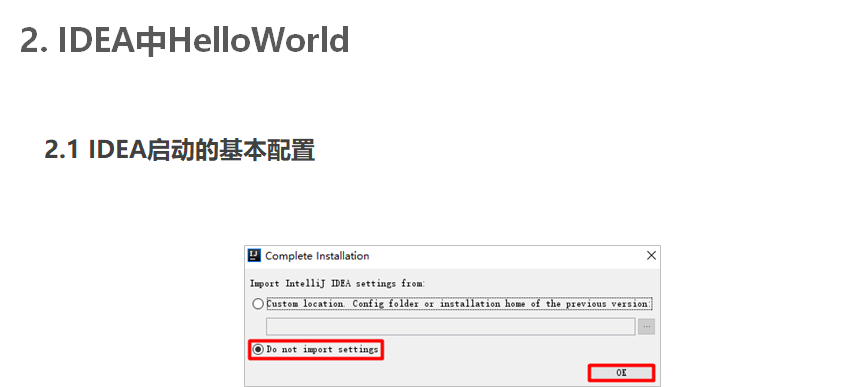 2. IDEA中HelloWorld
2.1 IDEA启动的基本配置
IJ Complete Installation
Import IntelliJ IDEA settings from:
Custom location. Config folder or installation home of the previous version:
...
Do not import settings
OK